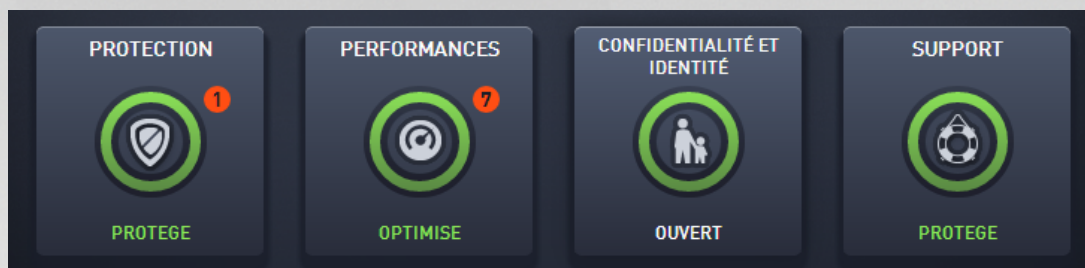 PROTECTION
1
PROTEGE
PERFORMANCES
7
OPTIMISE
CONFIDENTIALITÉ ET
IDENTITÉ
OUVERT
SUPPORT
PROTEGE